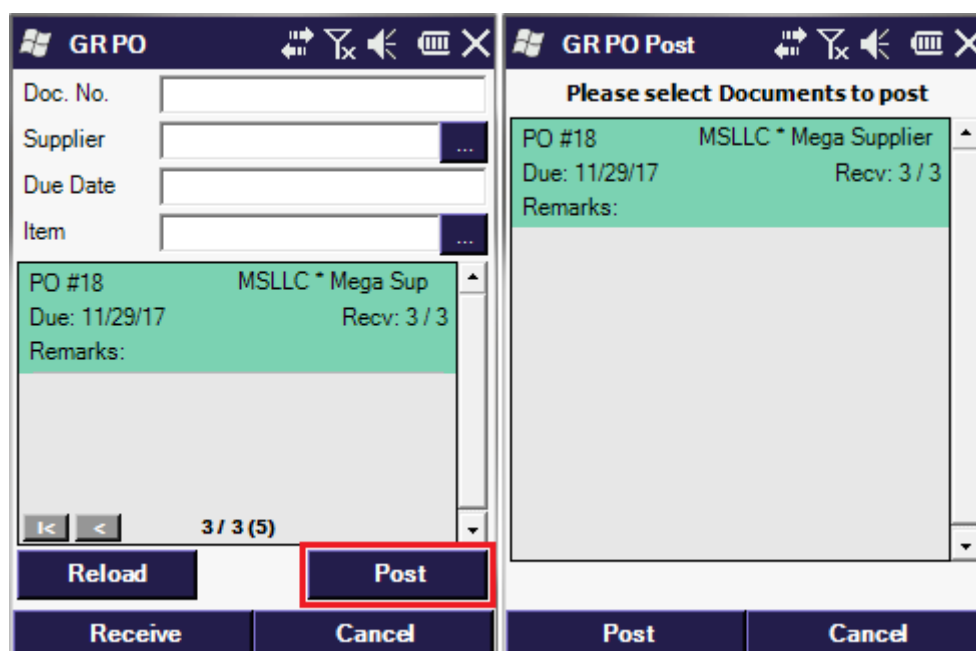 GR PO
Doc. No.
Supplier
...
Due Date
Item
...
PO #18 MSLLC * Mega Sup
Due: 11/29/17 Recv: 3 / 3
Remarks:
|< < 3 / 3 (5)
Reload Post
Receive Cancel
GR PO Post
Please select Documents to post
PO #18 MSLLC * Mega Supplier
Due: 11/29/17 Recv: 3 / 3
Remarks:
Post Cancel